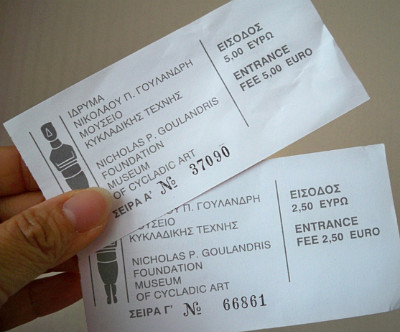 ΙΔΡΥΜΑ
ΝΙΚΟΛΑΟΥ Π. ΓΟΥΛΑΝΔΡΗ
ΜΟΥΣΕΙΟ
ΚΥΚΛΑΔΙΚΗΣ ΤΕΧΝΗΣ
NICHOLAS P. GOULANDRIS
FOUNDATION
MUSEUM
OF CYCLADIC ART
ΣΕΙΡΑ Α' № 37090
ΕΙΣΟΔΟΣ
5,00 ΕΥΡΩ
ENTRANCE
FEE 5,00 EURO
Π. ΓΟΥΛΑΝΔΡΗ
ΜΟΥΣΕΙΟ
ΚΥΚΛΑΔΙΚΗΣ ΤΕΧΝΗΣ
NICHOLAS P. GOULANDRIS
FOUNDATION
MUSEUM
OF CYCLADIC ART
ΣΕΙΡΑ Γ' № 66861
ΕΙΣΟΔΟΣ
2,50 ΕΥΡΩ
ENTRANCE
FEE 2,50 EURO